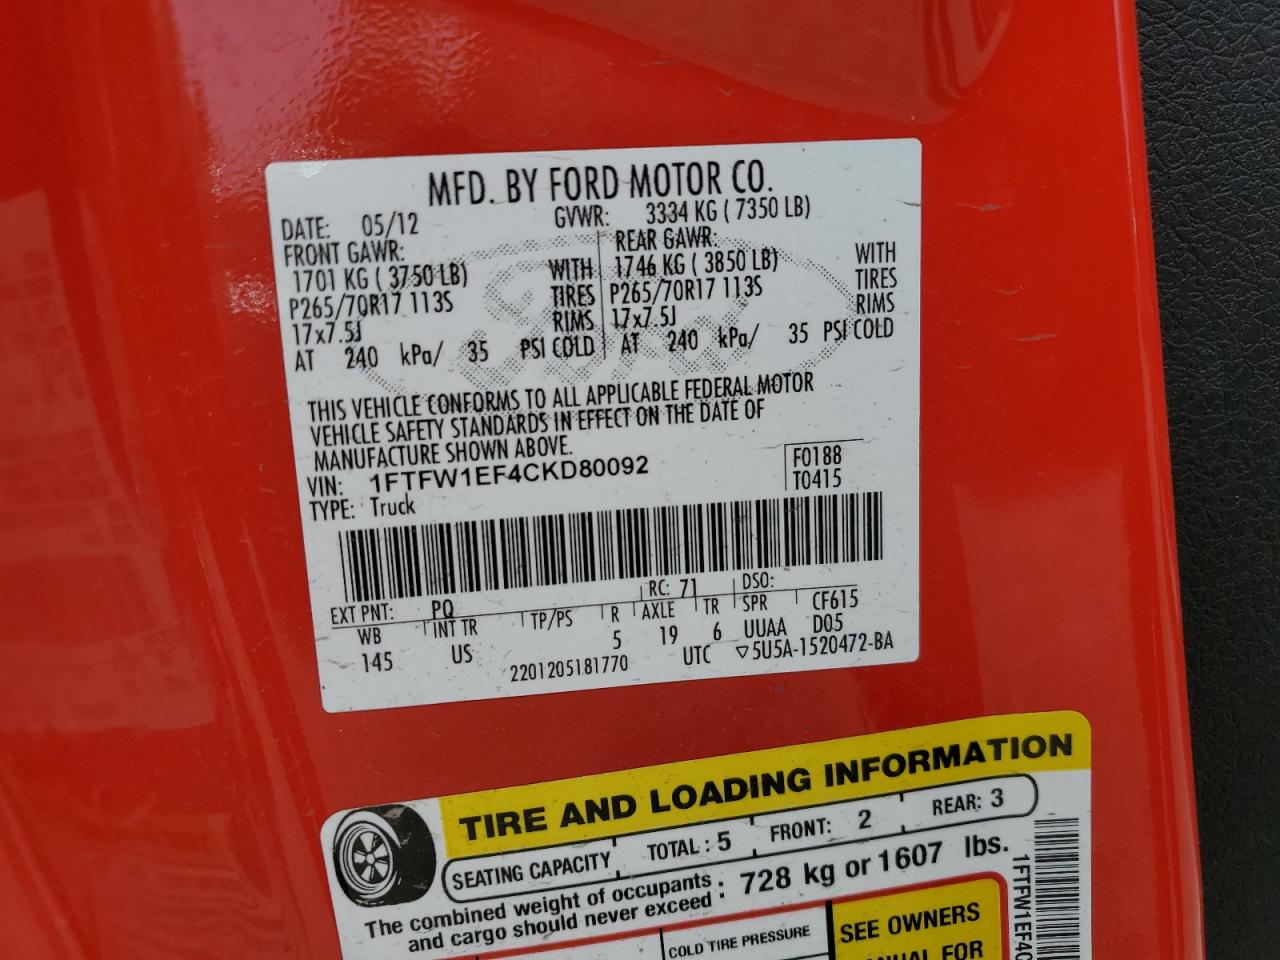 MFD. BY FORD MOTOR CO.
DATE: 05/12 GVWR: 3334 KG ( 7350 LB)
FRONT GAWR: REAR GAWR:
1701 KG ( 3750 LB) WITH 1746 KG ( 3850 LB) WITH
P265/70R17 113S TIRES P265/70R17 113S TIRES
17x7.5J RIMS 17x7.5J RIMS
AT 240 kPa/ 35 PSI COLD AT 240 kPa/ 35 PSI COLD
Ford
THIS VEHICLE CONFORMS TO ALL APPLICABLE FEDERAL MOTOR
VEHICLE SAFETY STANDARDS IN EFFECT ON THE DATE OF
MANUFACTURE SHOWN ABOVE.
VIN: 1FTFW1EF4CKD80092 F0188
TYPE: Truck T0415
EXT PNT: PQ RC: 71 DSO:
WB INT TR TP/PS R AXLE TR SPR CF615
145 US 5 19 6 UUAA D05
2201205181770 UTC ▽5U5A-1520472-BA
TIRE AND LOADING INFORMATION
SEATING CAPACITY TOTAL : 5 FRONT: 2 REAR: 3
The combined weight of occupants : 728 kg or 1607 lbs.
and cargo should never exceed :
COLD TIRE PRESSURE
SEE OWNERS
MANUAL FOR
1FTFW1EF4C